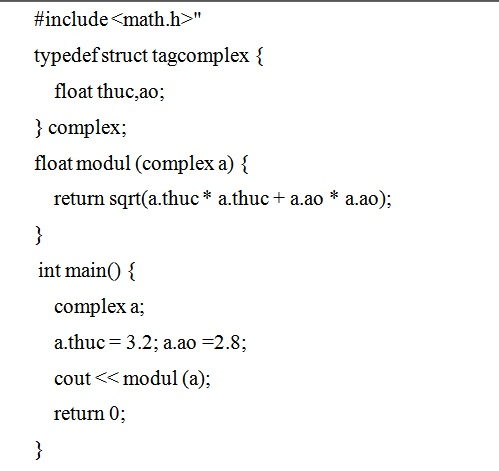 #include <math.h>"
typedef struct tagcomplex {
float thuc,ao;
} complex;
float modul (complex a) {
return sqrt(a.thuc * a.thuc + a.ao * a.ao);
}
int main() {
complex a;
a.thuc = 3.2; a.ao =2.8;
cout << modul (a);
return 0;
}